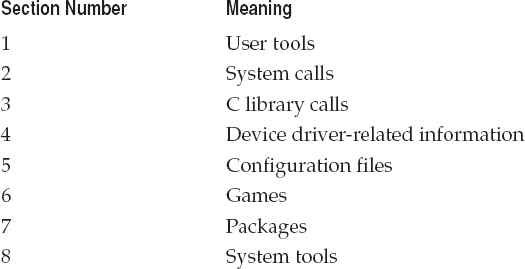 Section Number Meaning
1 User tools
2 System calls
3 C library calls
4 Device driver-related information
5 Configuration files
6 Games
7 Packages
8 System tools